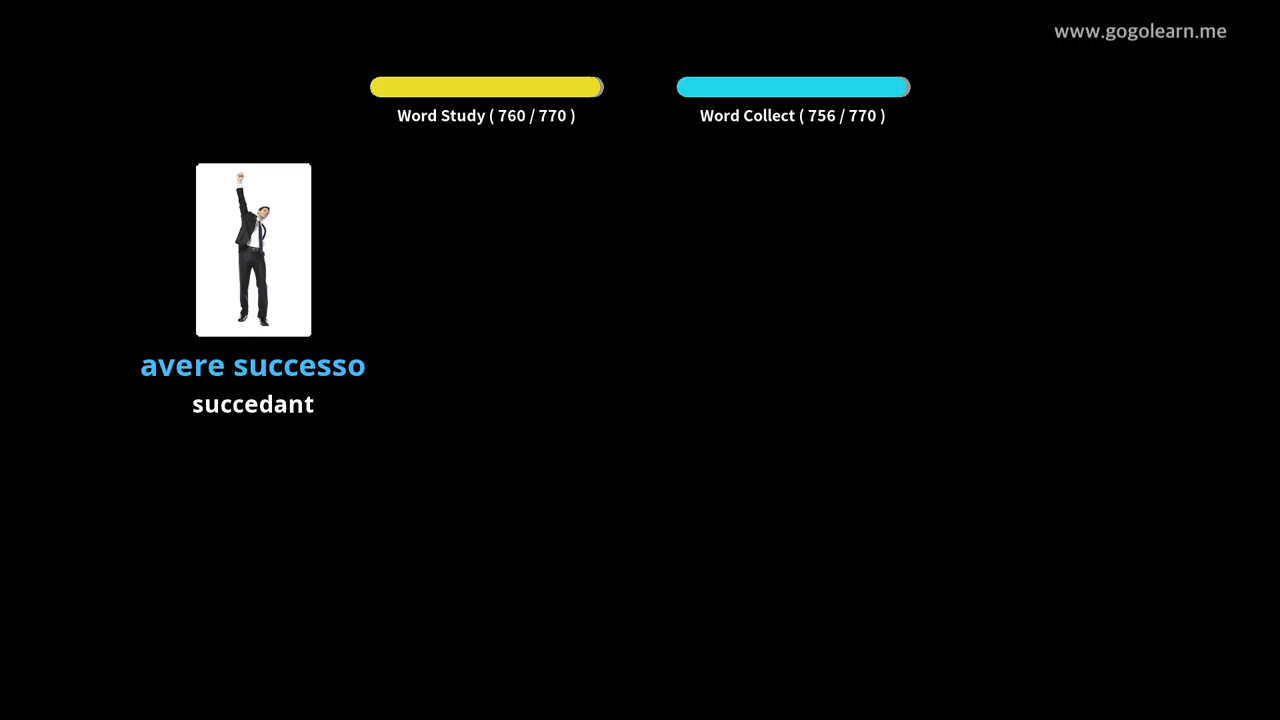 www.gogolearn.me
Word Study ( 760 / 770 )
Word Collect ( 756 / 770 )
avere successo
succedant